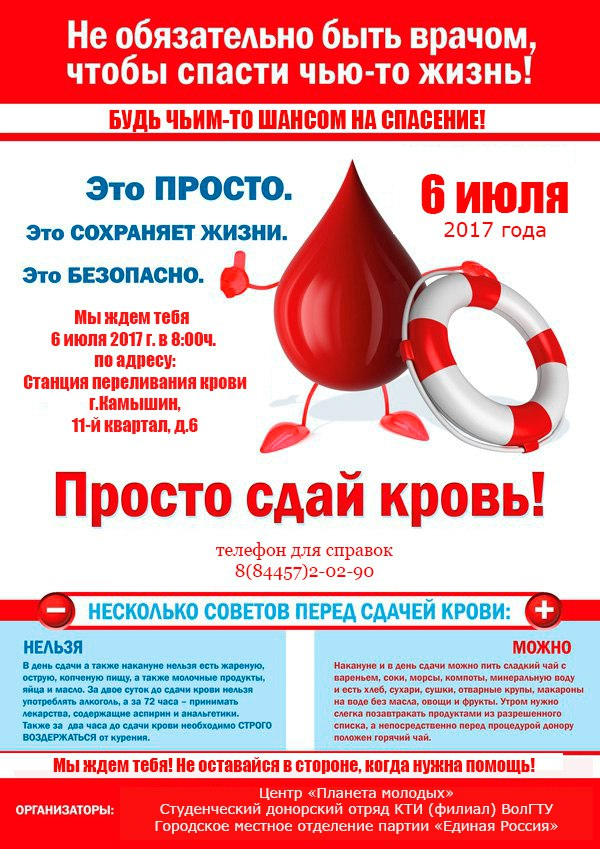 Не обязательно быть врачом,
чтобы спасти чью-то жизнь!
БУДЬ ЧЬИМ-ТО ШАНСОМ НА СПАСЕНИЕ!
Это ПРОСТО.
Это СОХРАНЯЕТ ЖИЗНИ.
Это БЕЗОПАСНО.
6 июля
2017 года
Мы ждем тебя
6 июля 2017 г. в 8:00ч.
по адресу:
Станция переливания крови
г.Камышин,
11-й квартал, д.6
Просто сдай кровь!
телефон для справок
8(84457)2-02-90
НЕСКОЛЬКО СОВЕТОВ ПЕРЕД СДАЧЕЙ КРОВИ:
НЕЛЬЗЯ
В день сдачи а также накануне нельзя есть жареную,
острую, копченую пищу, а также молочные продукты,
яйца и масло. За двое суток до сдачи крови нельзя
употреблять алкоголь, а за 72 часа – принимать
лекарства, содержащие аспирин и анальгетики.
Также за два часа до сдачи крови необходимо СТРОГО
ВОЗДЕРЖАТЬСЯ от курения.
МОЖНО
Накануне и в день сдачи можно пить сладкий чай с
вареньем, соки, морсы, компоты, минеральную воду
и есть хлеб, сухари, сушки, отварные крупы, макароны
на воде без масла, овощи и фрукты. Утром нужно
слегка позавтракать продуктами из разрешенного
списка, а непосредственно перед процедурой донору
положен горячий чай.
Мы ждем тебя! Не оставайся в стороне, когда нужна помощь!
ОРГАНИЗАТОРЫ:
Центр «Планета молодых»
Студенческий донорский отряд КТИ (филиал) ВолГТУ
Городское местное отделение партии «Единая Россия»